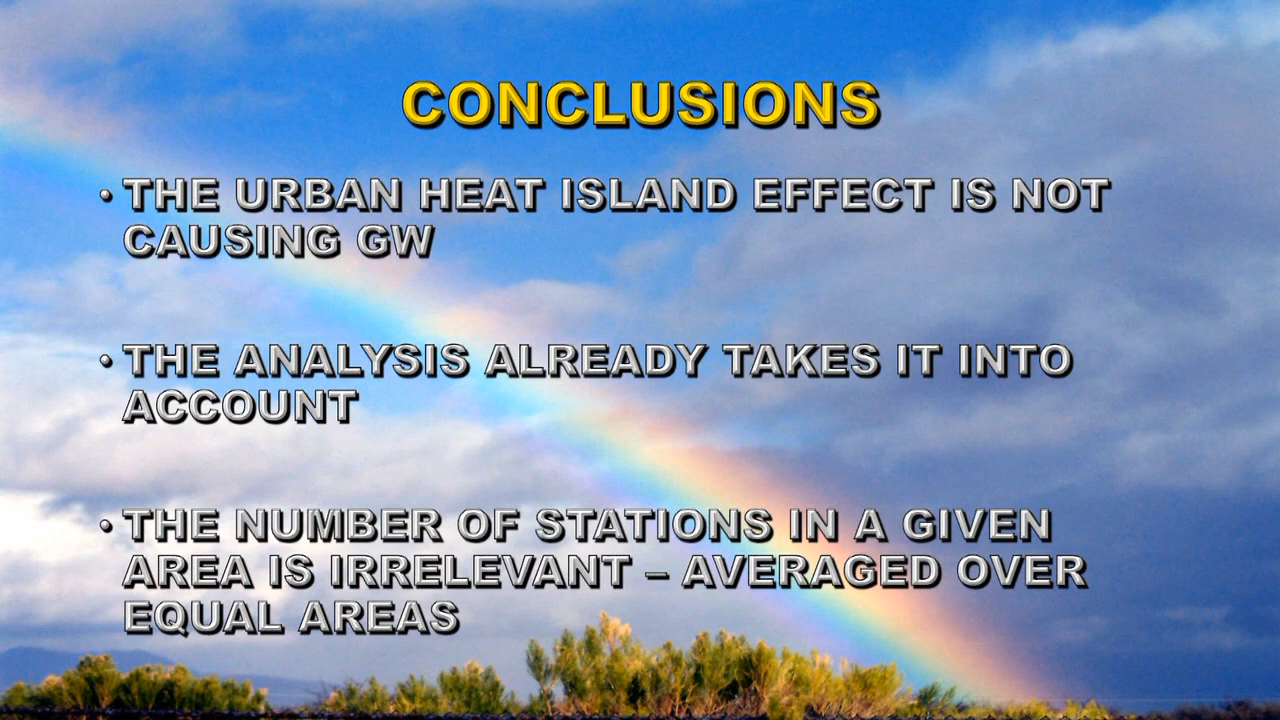 CONCLUSIONS
• THE URBAN HEAT ISLAND EFFECT IS NOT
CAUSING GW
• THE ANALYSIS ALREADY TAKES IT INTO
ACCOUNT
• THE NUMBER OF STATIONS IN A GIVEN
AREA IS IRRELEVANT – AVERAGED OVER
EQUAL AREAS